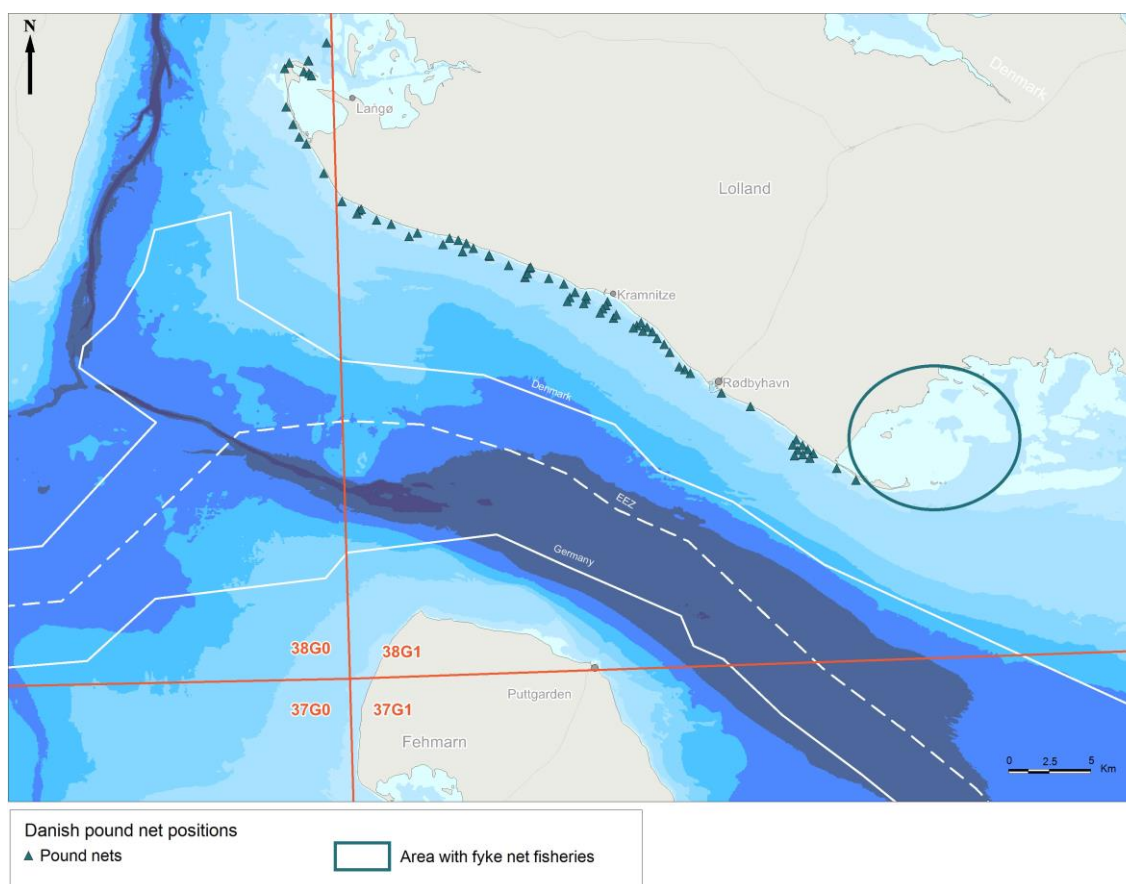 N
Denmark
Langø
Lolland
Kramnitze
Rødbyhavn
Denmark
EEZ
Germany
38G0
38G1
37G0
37G1
Puttgarden
Fehmarn
0 2.5 5
Km
Danish pound net positions
Pound nets
Area with fyke net fisheries